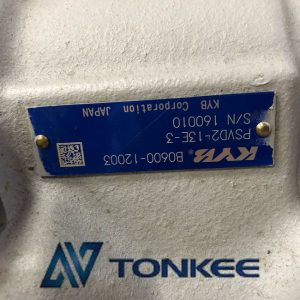 KYB® B0600-12003
PSVD2-13E-3
S/N 160010
KYB Corporation
JAPAN
TONKEE